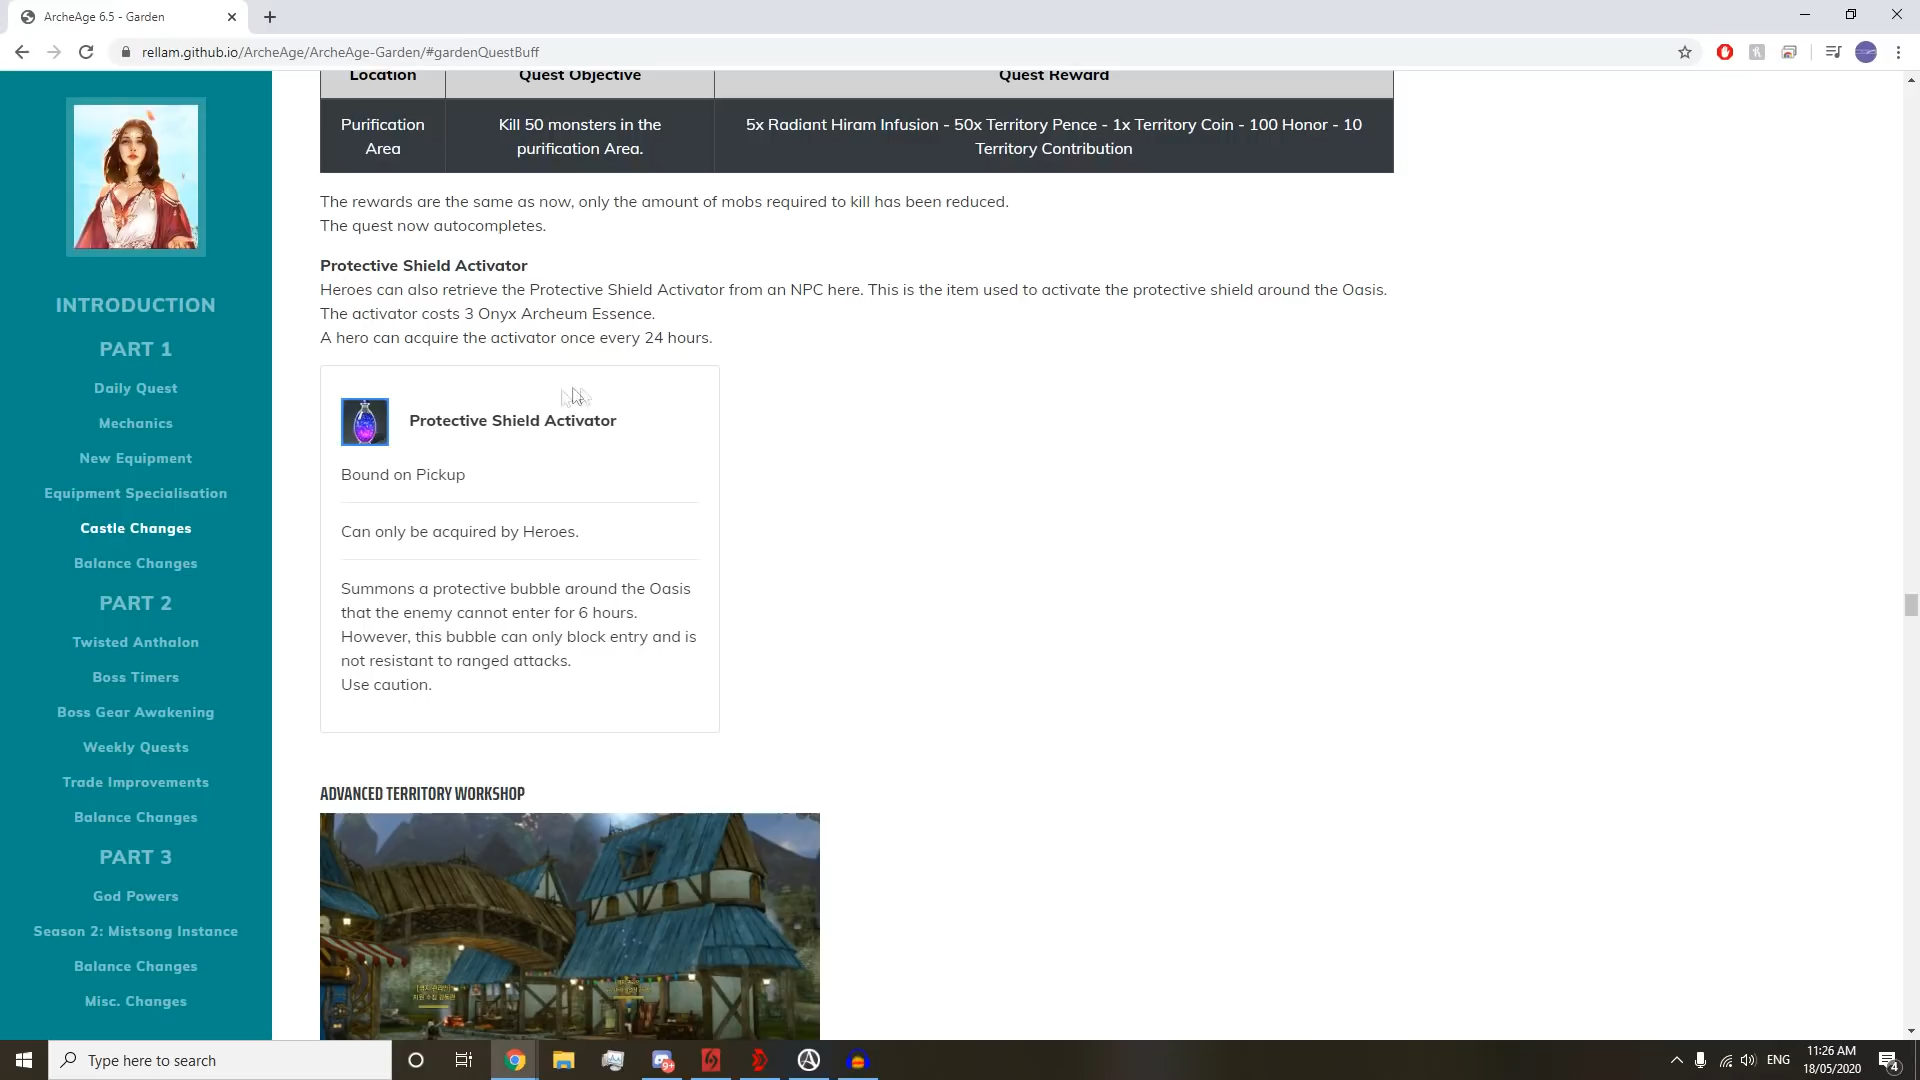 ArcheAge 6.5 - Garden
rellam.github.io/ArcheAge/ArcheAge-Garden/#gardenQuestBuff
INTRODUCTION
PART 1
Daily Quest
Mechanics
New Equipment
Equipment Specialisation
Castle Changes
Balance Changes
PART 2
Twisted Anthalon
Boss Timers
Boss Gear Awakening
Weekly Quests
Trade Improvements
Balance Changes
PART 3
God Powers
Season 2: Mistsong Instance
Balance Changes
Misc. Changes
Location Quest Objective Quest Reward
Purification Kill 50 monsters in the 5x Radiant Hiram Infusion - 50x Territory Pence - 1x Territory Coin - 100 Honor - 10
Area purification Area. Territory Contribution
The rewards are the same as now, only the amount of mobs required to kill has been reduced.
The quest now autocompletes.
Protective Shield Activator
Heroes can also retrieve the Protective Shield Activator from an NPC here. This is the item used to activate the protective shield around the Oasis.
The activator costs 3 Onyx Archeum Essence.
A hero can acquire the activator once every 24 hours.
Protective Shield Activator
Bound on Pickup
Can only be acquired by Heroes.
Summons a protective bubble around the Oasis
that the enemy cannot enter for 6 hours.
However, this bubble can only block entry and is
not resistant to ranged attacks.
Use caution.
ADVANCED TERRITORY WORKSHOP
Type here to search
9+
ENG
11:26 AM
18/05/2020
4